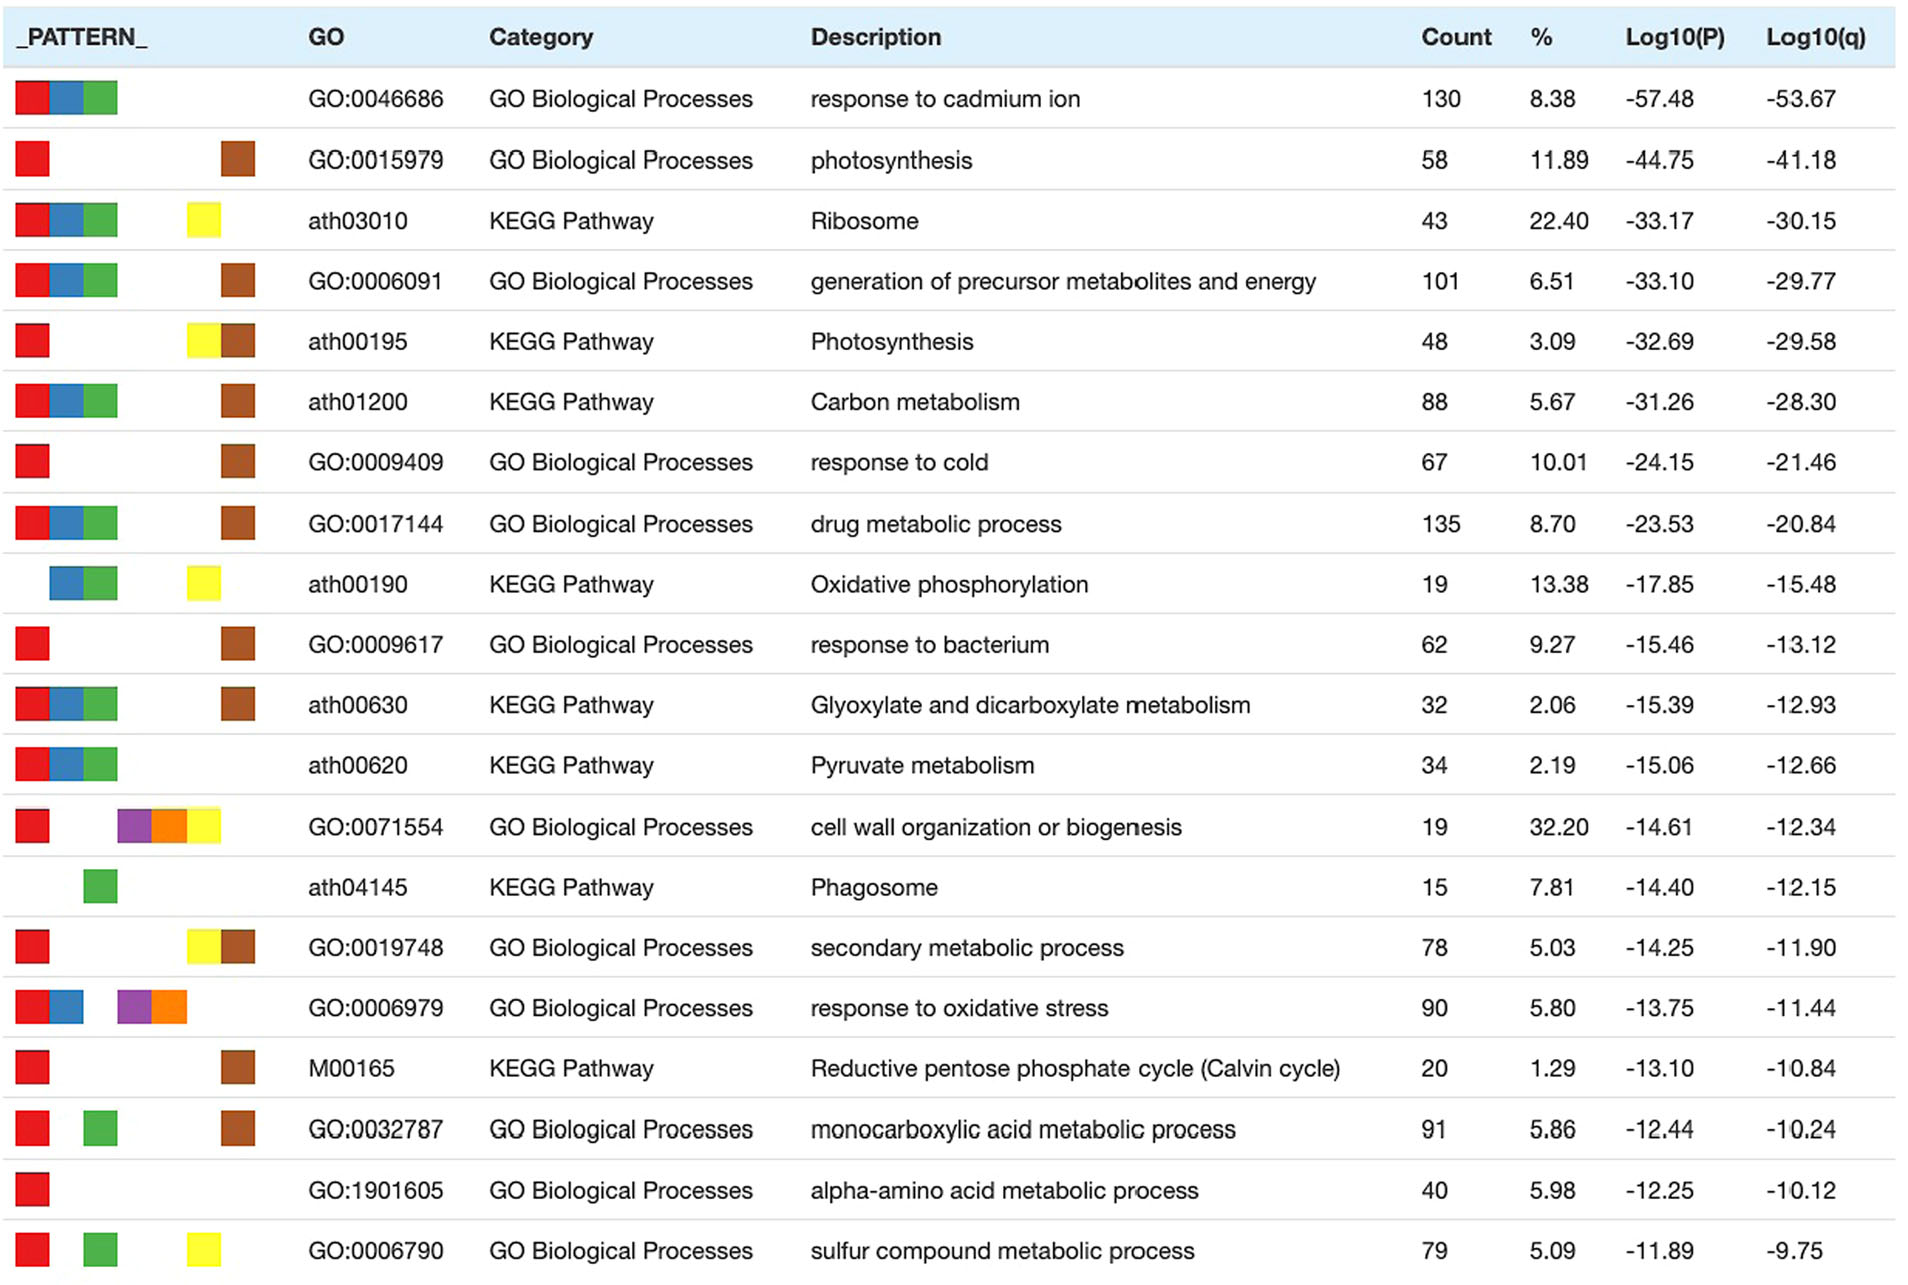 _PATTERN_ GO Category Description Count % Log10(P) Log10(q)
GO:0046686 GO Biological Processes response to cadmium ion 130 8.38 -57.48 -53.67
GO:0015979 GO Biological Processes photosynthesis 58 11.89 -44.75 -41.18
ath03010 KEGG Pathway Ribosome 43 22.40 -33.17 -30.15
GO:0006091 GO Biological Processes generation of precursor metabolites and energy 101 6.51 -33.10 -29.77
ath00195 KEGG Pathway Photosynthesis 48 3.09 -32.69 -29.58
ath01200 KEGG Pathway Carbon metabolism 88 5.67 -31.26 -28.30
GO:0009409 GO Biological Processes response to cold 67 10.01 -24.15 -21.46
GO:0017144 GO Biological Processes drug metabolic process 135 8.70 -23.53 -20.84
ath00190 KEGG Pathway Oxidative phosphorylation 19 13.38 -17.85 -15.48
GO:0009617 GO Biological Processes response to bacterium 62 9.27 -15.46 -13.12
ath00630 KEGG Pathway Glyoxylate and dicarboxylate metabolism 32 2.06 -15.39 -12.93
ath00620 KEGG Pathway Pyruvate metabolism 34 2.19 -15.06 -12.66
GO:0071554 GO Biological Processes cell wall organization or biogenesis 19 32.20 -14.61 -12.34
ath04145 KEGG Pathway Phagosome 15 7.81 -14.40 -12.15
GO:0019748 GO Biological Processes secondary metabolic process 78 5.03 -14.25 -11.90
GO:0006979 GO Biological Processes response to oxidative stress 90 5.80 -13.75 -11.44
M00165 KEGG Pathway Reductive pentose phosphate cycle (Calvin cycle) 20 1.29 -13.10 -10.84
GO:0032787 GO Biological Processes monocarboxylic acid metabolic process 91 5.86 -12.44 -10.24
GO:1901605 GO Biological Processes alpha-amino acid metabolic process 40 5.98 -12.25 -10.12
GO:0006790 GO Biological Processes sulfur compound metabolic process 79 5.09 -11.89 -9.75